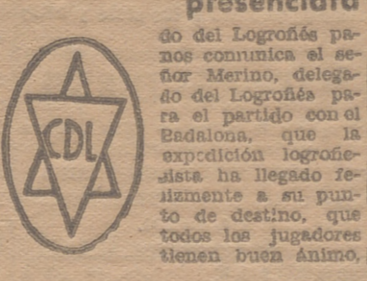 presenciará
CDL
do del Logroñés pa-
nos comunica el se-
ñor Merino, delega-
do del Logroñés pa-
ra el partido con el
Badalona, que la
expedición logroñe-
sista ha llegado fe-
lizmente a su pun-
to de destino, que
todos los jugadores
tienen buen ánimo,